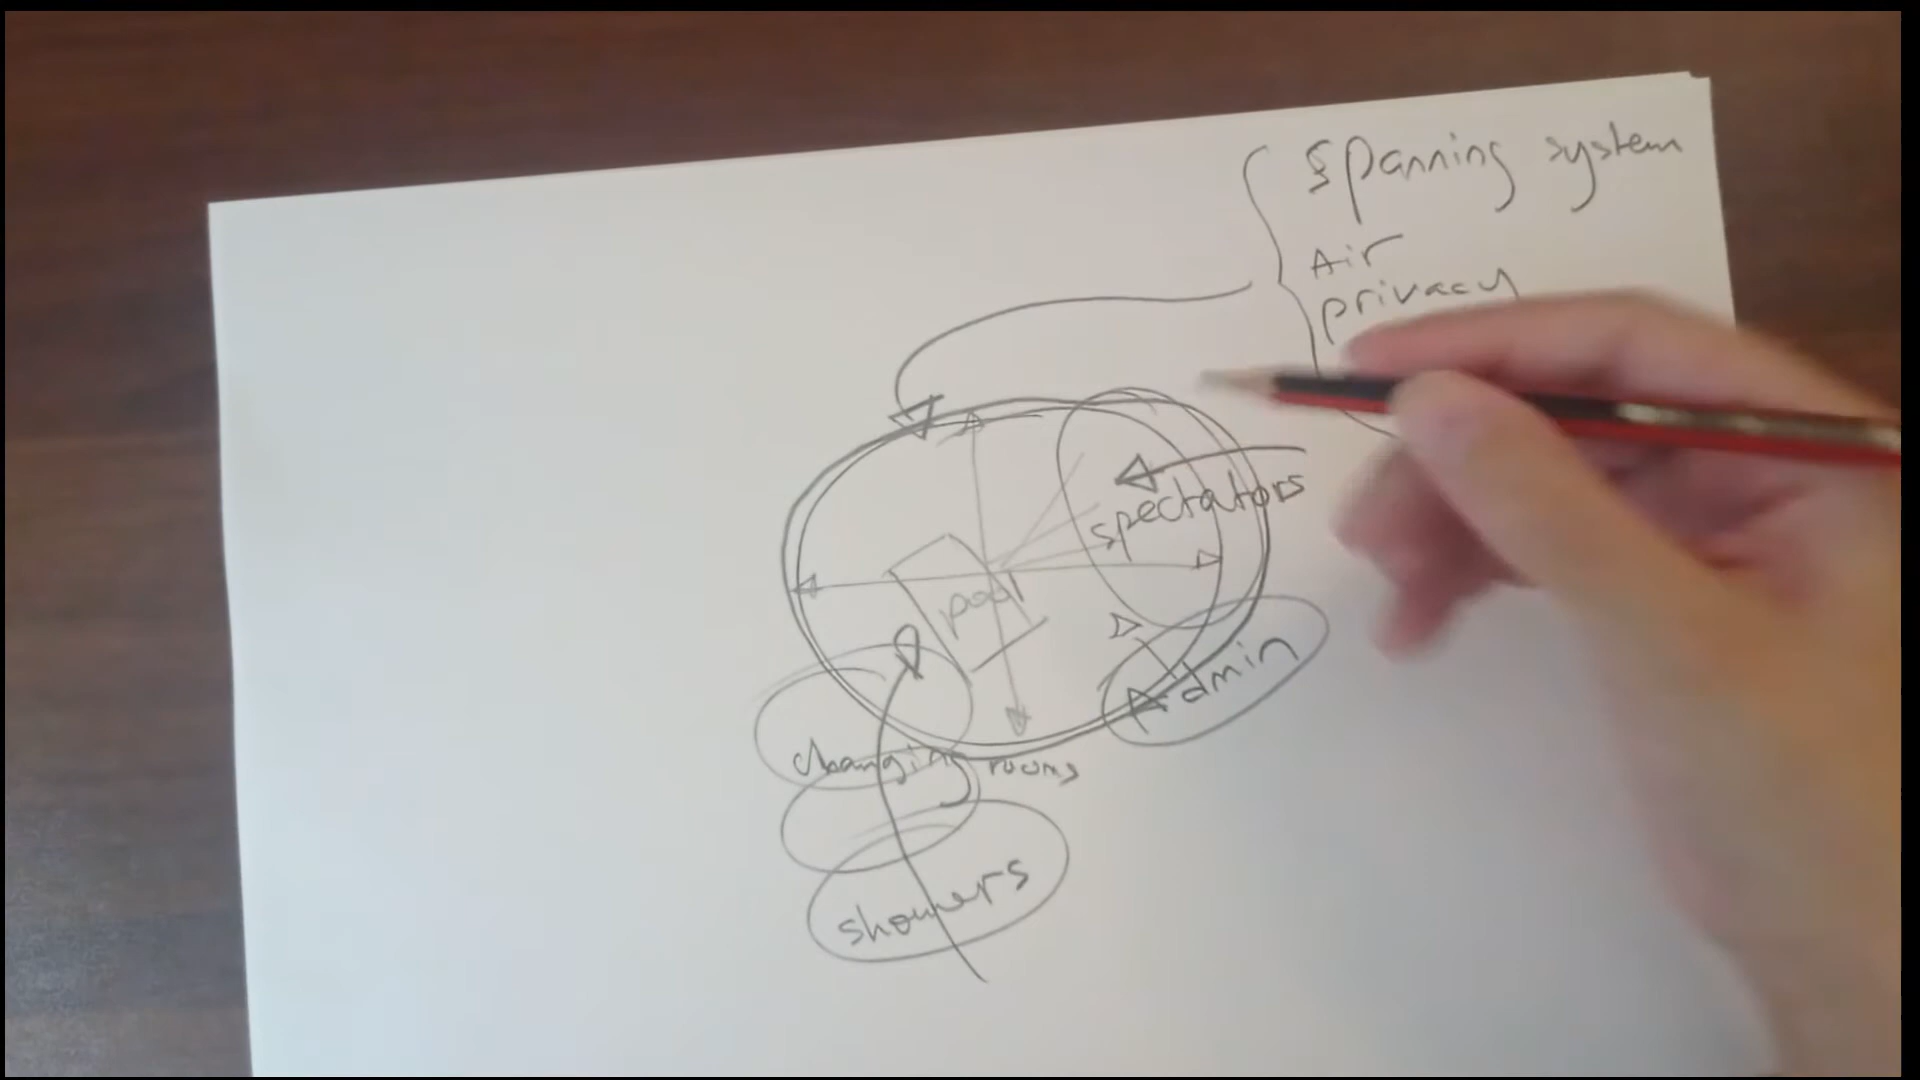 Spanning system
Air
privacy
spectators
pool
Admin
changing rooms
showers